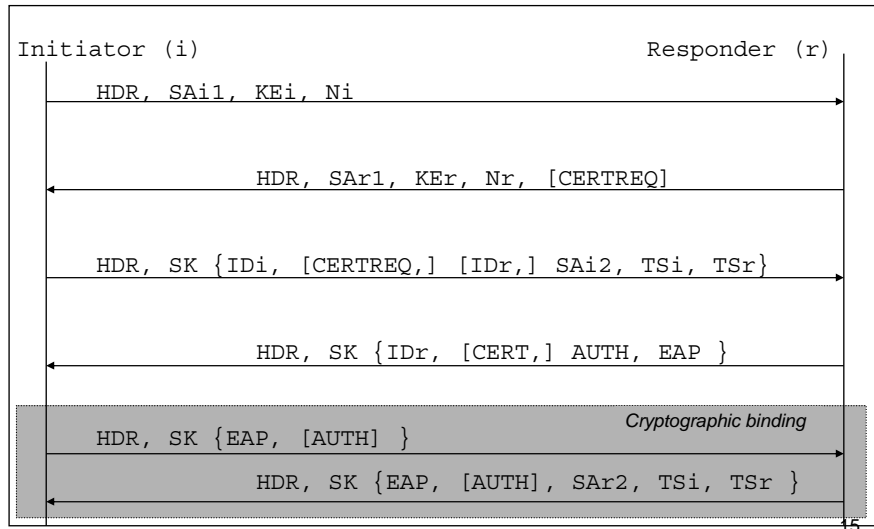 Initiator (i)
Responder (r)
HDR, SAi1, KEi, Ni
HDR, SAr1, KEr, Nr, [CERTREQ]
HDR, SK {IDi, [CERTREQ,] [IDr,] SAi2, TSi, TSr}
HDR, SK {IDr, [CERT,] AUTH, EAP }
Cryptographic binding
HDR, SK {EAP, [AUTH] }
HDR, SK {EAP, [AUTH], SAr2, TSi, TSr }
15